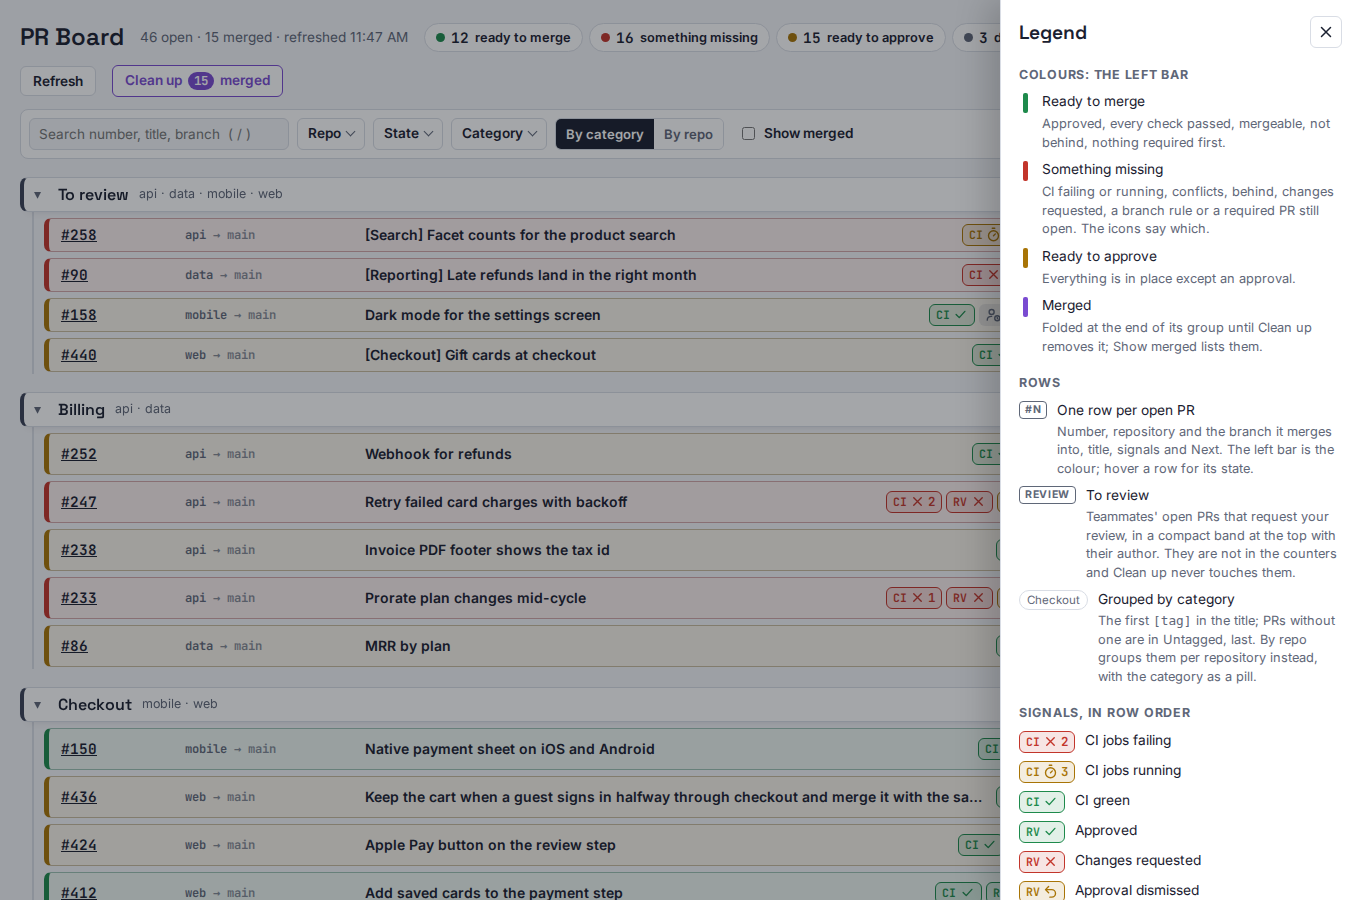 PR Board
46 open · 15 merged · refreshed 11:47 AM
12 ready to merge
16 something missing
15 ready to approve
3
Refresh
Clean up 15 merged
Search number, title, branch ( / )
Repo
State
Category
By category
By repo
Show merged
To review api · data · mobile · web
#258 api → main [Search] Facet counts for the product search CI
#90 data → main [Reporting] Late refunds land in the right month CI
#158 mobile → main Dark mode for the settings screen CI
#440 web → main [Checkout] Gift cards at checkout CI
Billing api · data
#252 api → main Webhook for refunds CI
#247 api → main Retry failed card charges with backoff CI 2 RV
#238 api → main Invoice PDF footer shows the tax id
#233 api → main Prorate plan changes mid-cycle CI 1 RV
#86 data → main MRR by plan
Checkout mobile · web
#150 mobile → main Native payment sheet on iOS and Android CI
#436 web → main Keep the cart when a guest signs in halfway through checkout and merge it with the sa…
#424 web → main Apple Pay button on the review step CI
#412 web → main Add saved cards to the payment step CI
Legend
COLOURS: THE LEFT BAR
Ready to merge
Approved, every check passed, mergeable, not
behind, nothing required first.
Something missing
CI failing or running, conflicts, behind, changes
requested, a branch rule or a required PR still
open. The icons say which.
Ready to approve
Everything is in place except an approval.
Merged
Folded at the end of its group until Clean up
removes it; Show merged lists them.
ROWS
#N One row per open PR
Number, repository and the branch it merges
into, title, signals and Next. The left bar is the
colour; hover a row for its state.
REVIEW To review
Teammates' open PRs that request your
review, in a compact band at the top with
their author. They are not in the counters
and Clean up never touches them.
Checkout Grouped by category
The first [tag] in the title; PRs without
one are in Untagged, last. By repo
groups them per repository instead,
with the category as a pill.
SIGNALS, IN ROW ORDER
CI 2 CI jobs failing
CI 3 CI jobs running
CI CI green
RV Approved
RV Changes requested
RV Approval dismissed